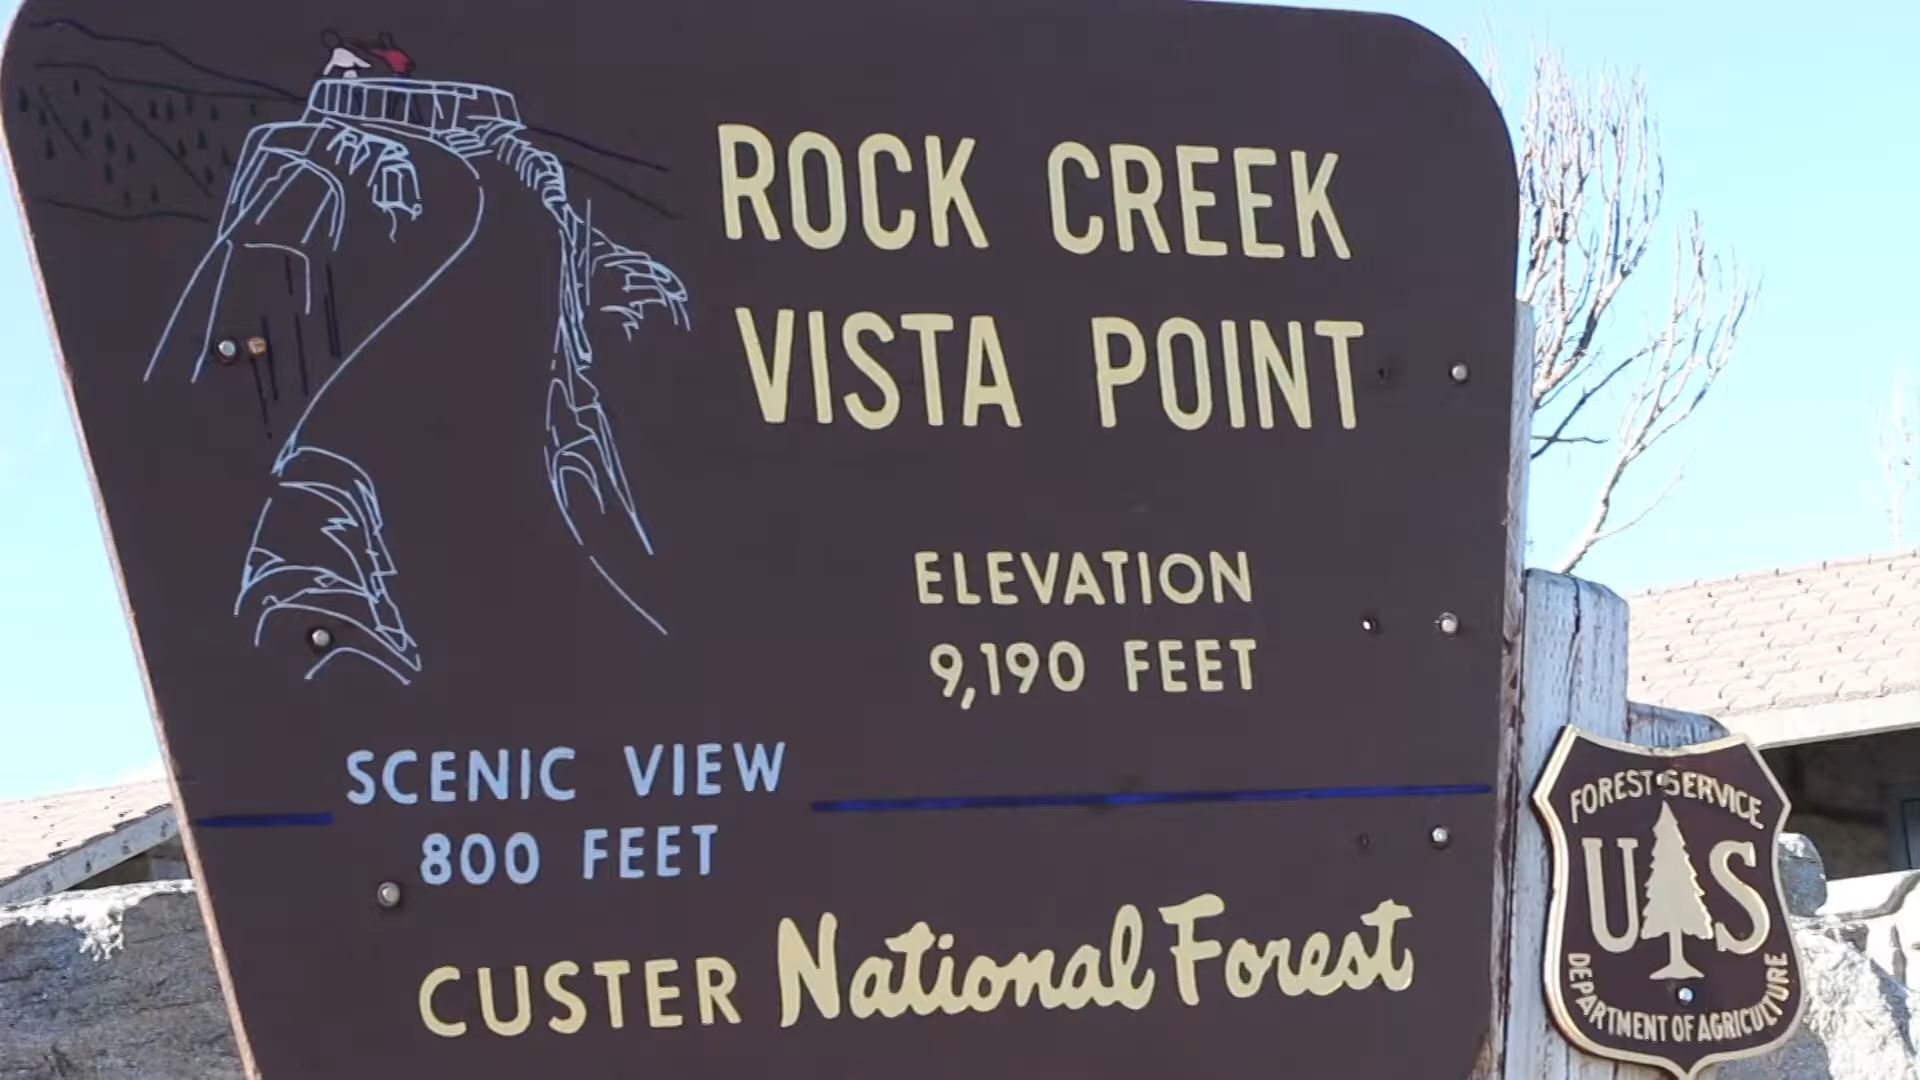 ROCK CREEK
VISTA POINT
ELEVATION
9,190 FEET
SCENIC VIEW
800 FEET
CUSTER National Forest
FOREST SERVICE
US
DEPARTMENT OF AGRICULTURE